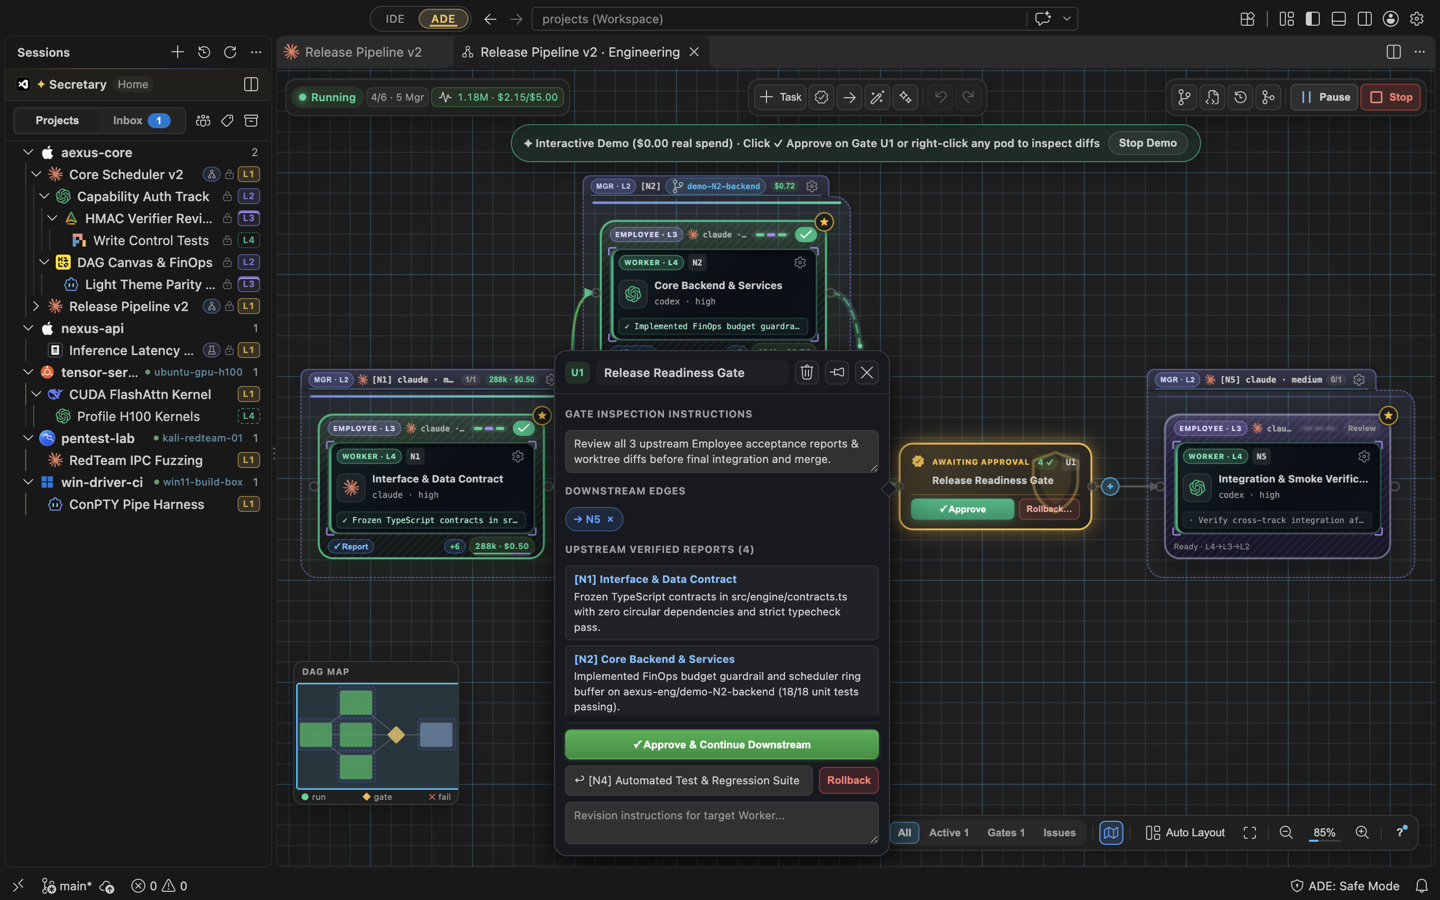 IDE
ADE
projects (Workspace)
Sessions
Release Pipeline v2
Release Pipeline v2 · Engineering
Secretary
Home
Running
4/6 · 5 Mgr
1.18M · $2.15/$5.00
Task
Pause
Stop
Projects
Inbox
1
✦ Interactive Demo ($0.00 real spend) · Click ✓ Approve on Gate U1 or right-click any pod to inspect diffs
Stop Demo
aexus-core
2
Core Scheduler v2
L1
Capability Auth Track
L2
HMAC Verifier Revi...
L3
Write Control Tests
L4
DAG Canvas & FinOps
L2
Light Theme Parity ...
L3
Release Pipeline v2
L1
nexus-api
1
Inference Latency ...
L1
tensor-ser...
ubuntu-gpu-h100
1
CUDA FlashAttn Kernel
L1
Profile H100 Kernels
L4
pentest-lab
kali-redteam-01
1
RedTeam IPC Fuzzing
L1
win-driver-ci
win11-build-box
1
ConPTY Pipe Harness
L1
MGR · L2
[N2]
demo-N2-backend
$0.72
EMPLOYEE · L3
claude -...
WORKER · L4
N2
Core Backend & Services
codex · high
✓ Implemented FinOps budget guardra...
MGR · L2
[N1] claude · m...
1/1
288k · $0.50
EMPLOYEE · L3
claude -...
WORKER · L4
N1
Interface & Data Contract
claude · high
✓ Frozen TypeScript contracts in sr...
✓Report
+6
288k · $0.50
U1
Release Readiness Gate
GATE INSPECTION INSTRUCTIONS
Review all 3 upstream Employee acceptance reports &
worktree diffs before final integration and merge.
DOWNSTREAM EDGES
→ N5 ×
UPSTREAM VERIFIED REPORTS (4)
[N1] Interface & Data Contract
Frozen TypeScript contracts in src/engine/contracts.ts
with zero circular dependencies and strict typecheck
pass.
[N2] Core Backend & Services
Implemented FinOps budget guardrail and scheduler ring
buffer on aexus-eng/demo-N2-backend (18/18 unit tests
passing).
✓Approve & Continue Downstream
↩ [N4] Automated Test & Regression Suite
Rollback
Revision instructions for target Worker...
AWAITING APPROVAL
4 ✓
U1
Release Readiness Gate
✓Approve
Rollback...
MGR · L2
[N5] claude · medium
0/1
EMPLOYEE · L3
clau...
Review
WORKER · L4
N5
Integration & Smoke Verific...
codex · high
· Verify cross-track integration af...
Ready · L4→L3→L2
DAG MAP
run
gate
fail
All
Active 1
Gates 1
Issues
Auto Layout
85%
?
main*
0
0
ADE: Safe Mode